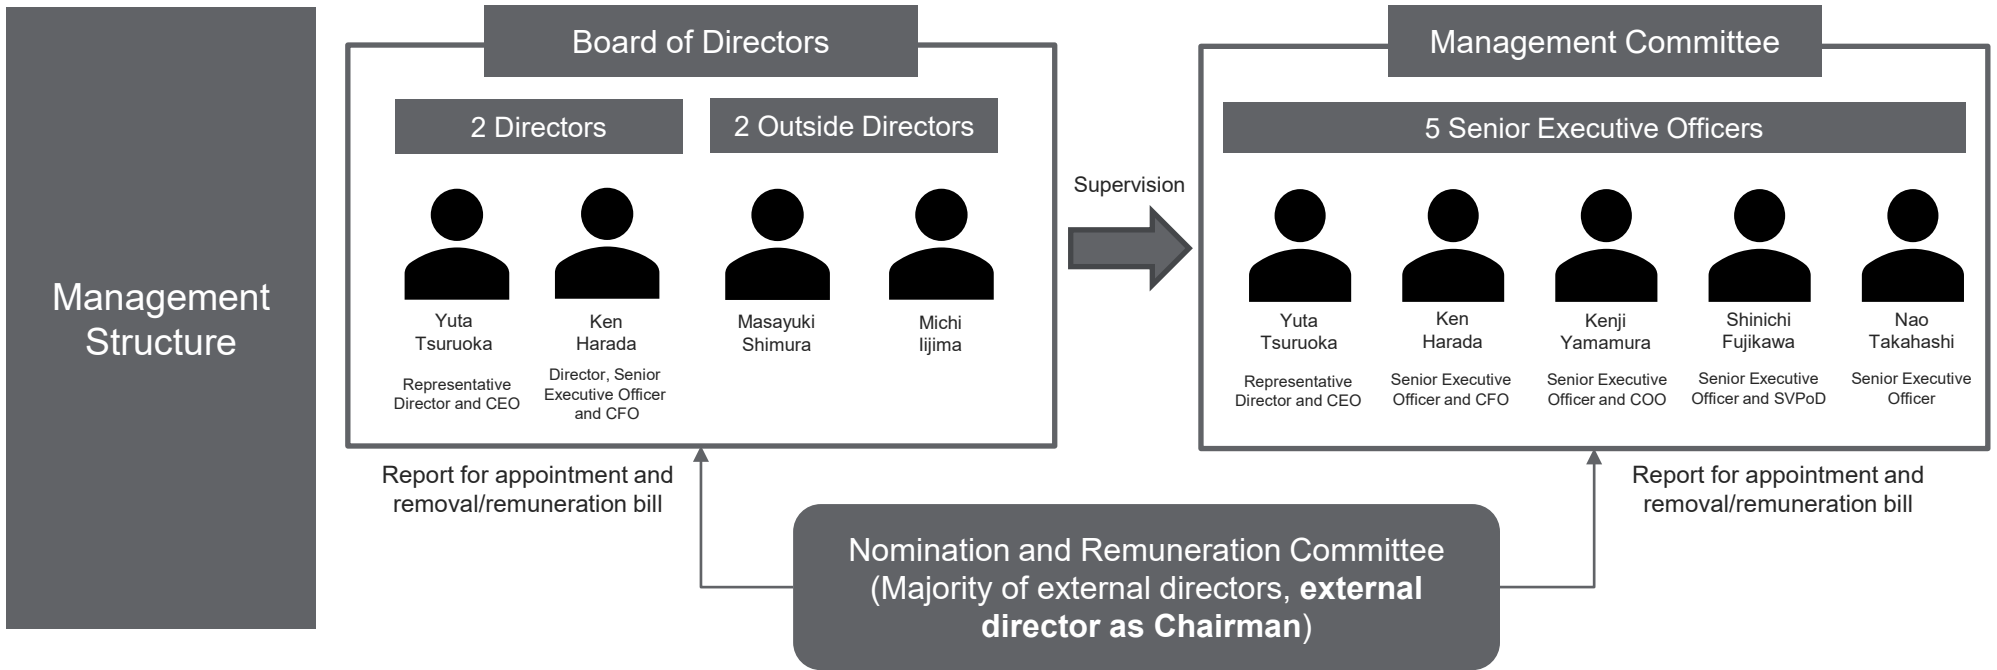 Management
Structure
Board of Directors
2 Directors
2 Outside Directors
Yuta
Tsuruoka
Representative
Director and CEO
Ken
Harada
Director, Senior
Executive Officer
and CFO
Masayuki
Shimura
Michi
Iijima
Supervision
Management Committee
5 Senior Executive Officers
Yuta
Tsuruoka
Representative
Director and CEO
Ken
Harada
Senior Executive
Officer and CFO
Kenji
Yamamura
Senior Executive
Officer and COO
Shinichi
Fujikawa
Senior Executive
Officer and SVPoD
Nao
Takahashi
Senior Executive
Officer
Report for appointment and
removal/remuneration bill
Report for appointment and
removal/remuneration bill
Nomination and Remuneration Committee
(Majority of external directors, external
director as Chairman)